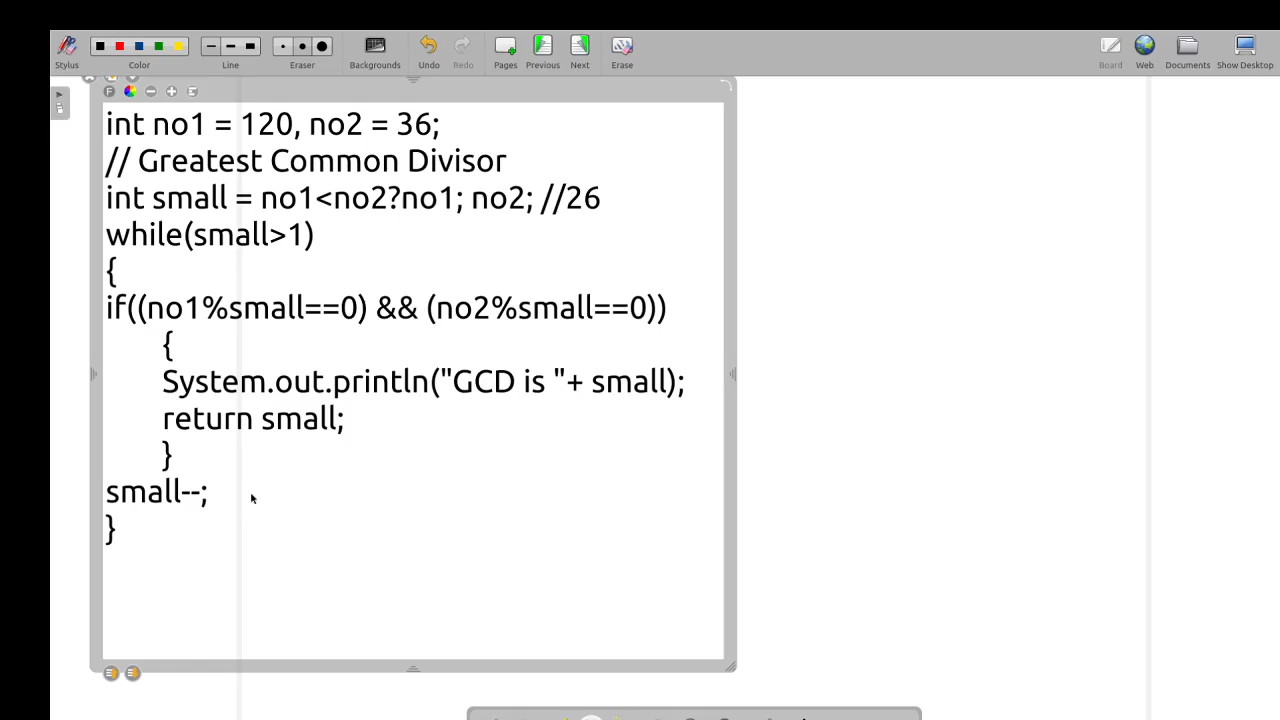 Stylus
Color
Line
Eraser
Backgrounds
Undo
Redo
Pages
Previous
Next
Erase
Board
Web
Documents
Show Desktop
F
int no1 = 120, no2 = 36;
// Greatest Common Divisor
int small = no1<no2?no1; no2; //26
while(small>1)
{
if((no1%small==0) && (no2%small==0))
{
System.out.println("GCD is "+ small);
return small;
}
small--;
}